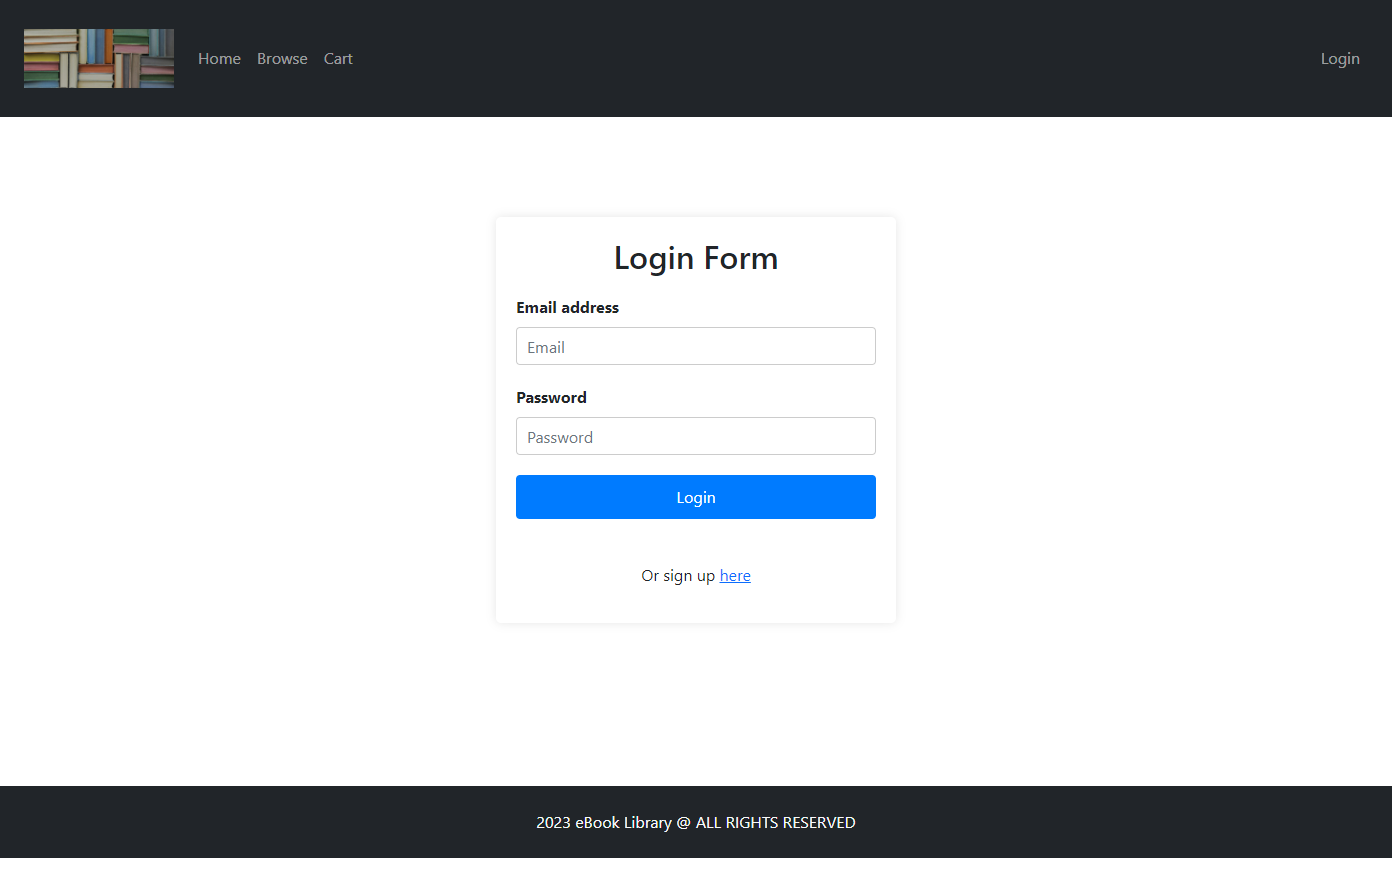 Home Browse Cart Login
Login Form
Email address
Email
Password
Password
Login
Or sign up here
2023 eBook Library @ ALL RIGHTS RESERVED